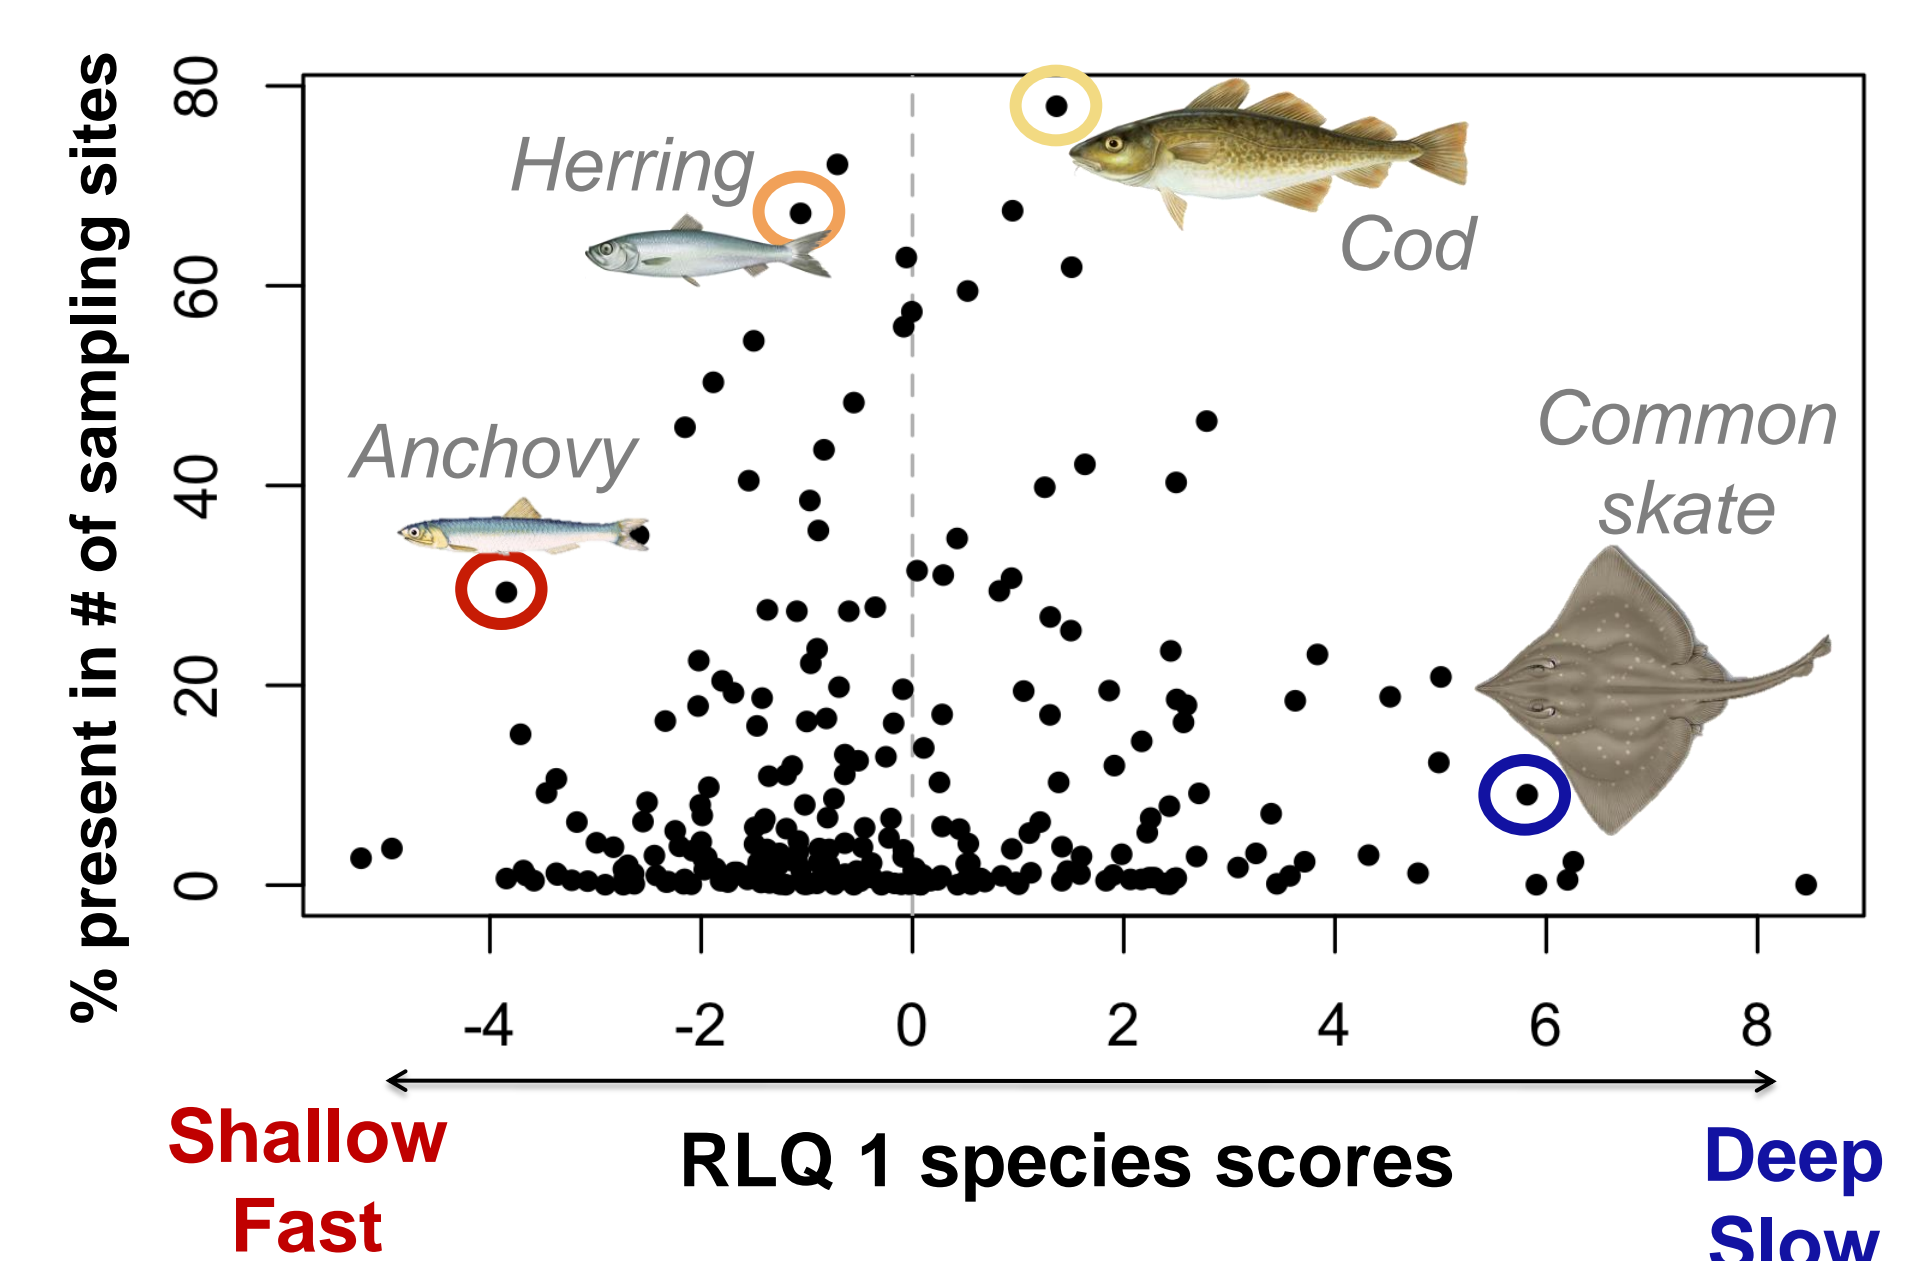 % present in # of sampling sites
80
60
40
20
0
Herring
Cod
Anchovy
Common
skate
-4 -2 0 2 4 6 8
RLQ 1 species scores
Shallow
Fast
Deep
Slow